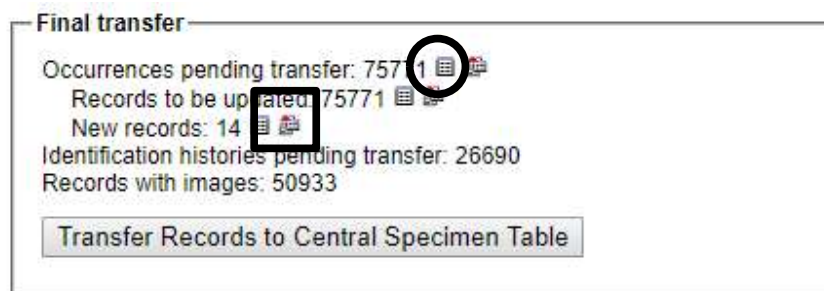 Final transfer
Occurrences pending transfer: 75771
Records to be updated: 75771
New records: 14
Identification histories pending transfer: 26690
Records with images: 50933
Transfer Records to Central Specimen Table